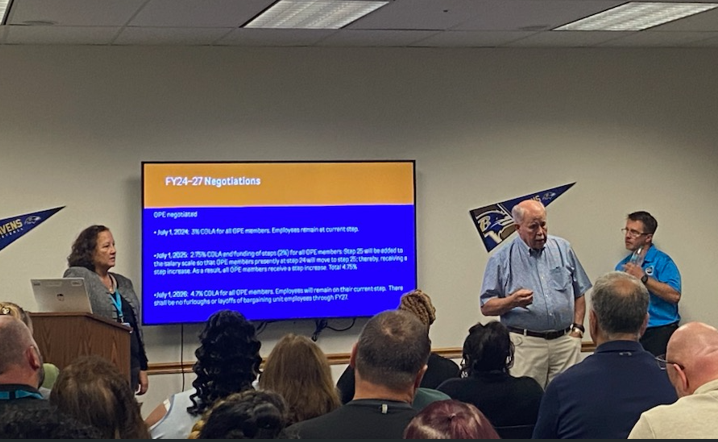 FY24-27 Negotiations
OPE negotiated
• July 1, 2024: 3% COLA for all OPE members. Employees remain at current step.
• July 1, 2025: 2.75% COLA and funding of steps (2%) for all OPE members. Step 25 will be added
to the salary scale so that OPE members presently at step 24 will move to step 25; thereby, receiving a
step increase. As a result, all OPE members receive a step increase. Total 4.75%
• July 1, 2026: 4.7% COLA for all OPE members. Employees will remain on their current step. There
shall be no furloughs or layoffs of bargaining unit employees through FY27.
VENS